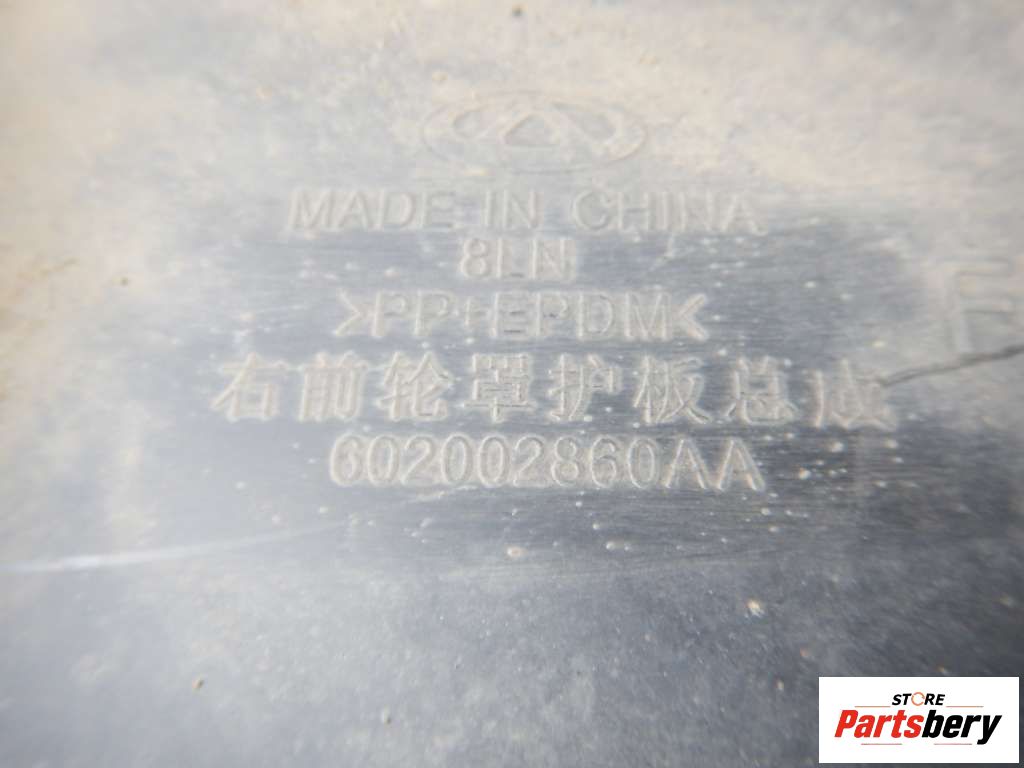 MADE IN CHINA
8LN
>PP+EPDM<
右前轮罩护板总成
602002860AA
STORE
Partsbery